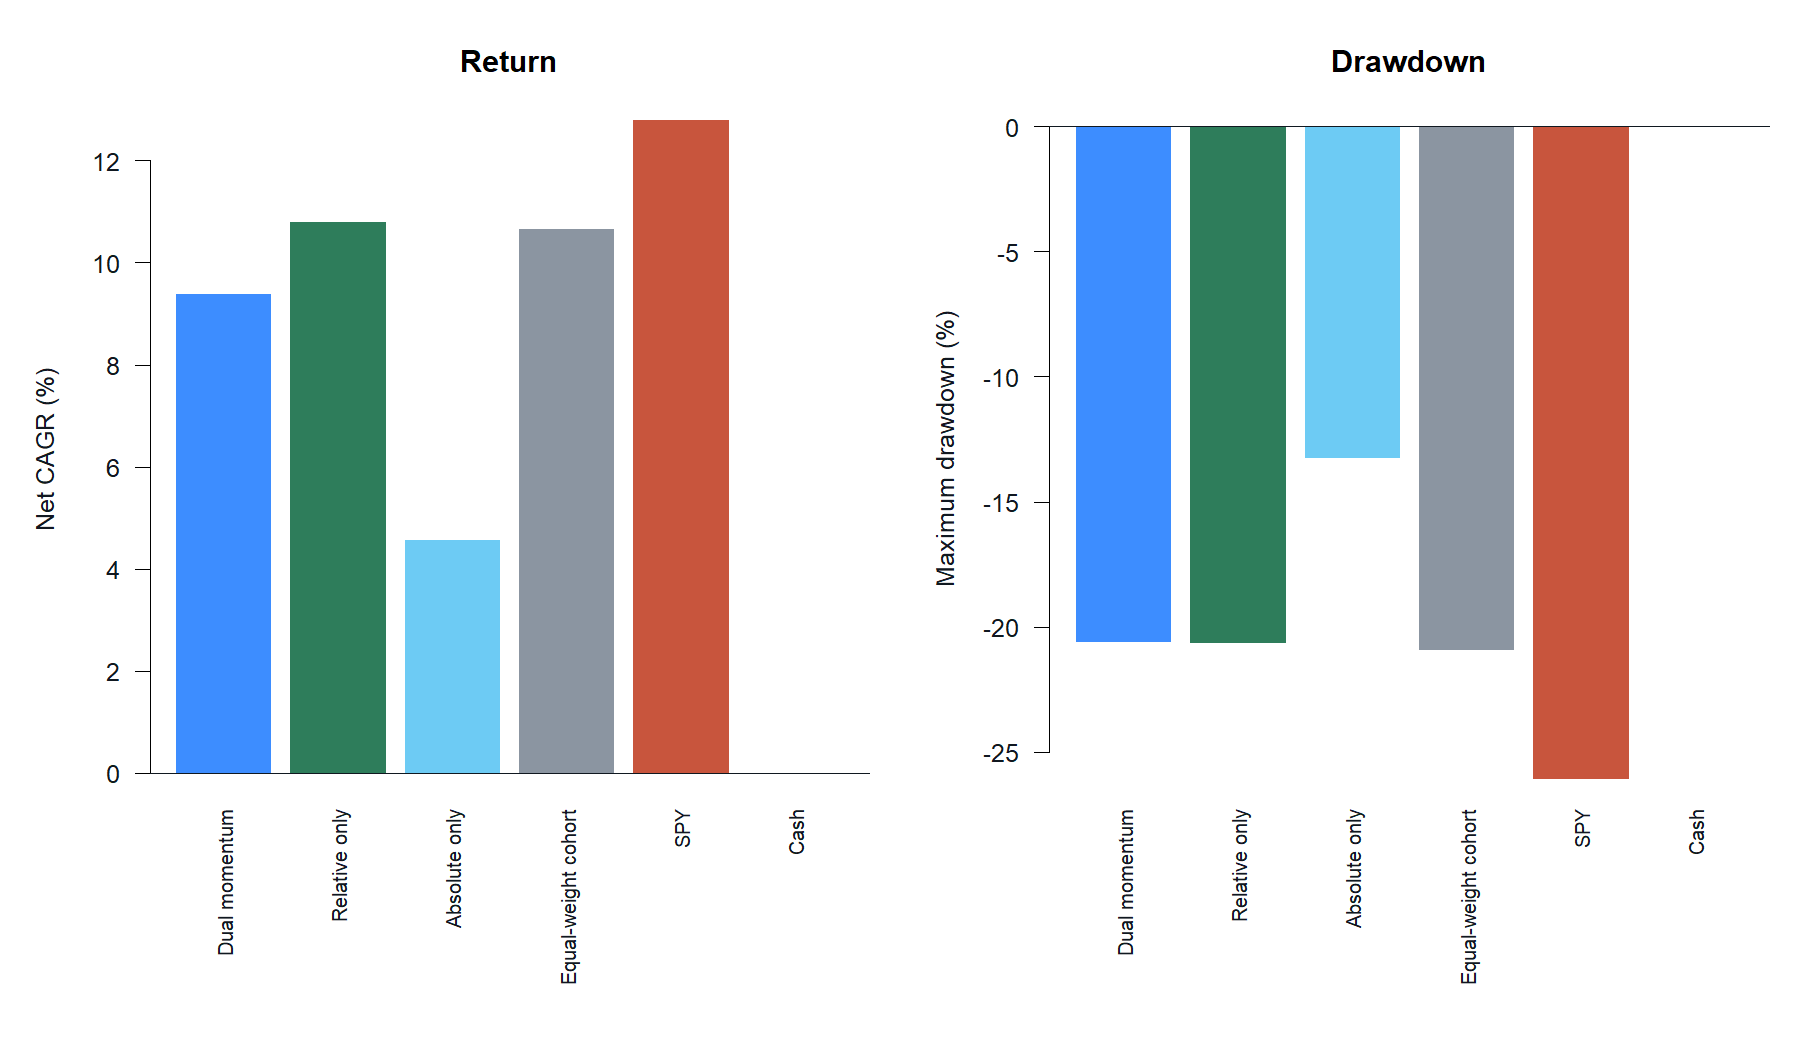 Return
Net CAGR (%)
12
10
8
6
4
2
0
Dual momentum
Relative only
Absolute only
Equal-weight cohort
SPY
Cash
Drawdown
Maximum drawdown (%)
0
-5
-10
-15
-20
-25
Dual momentum
Relative only
Absolute only
Equal-weight cohort
SPY
Cash